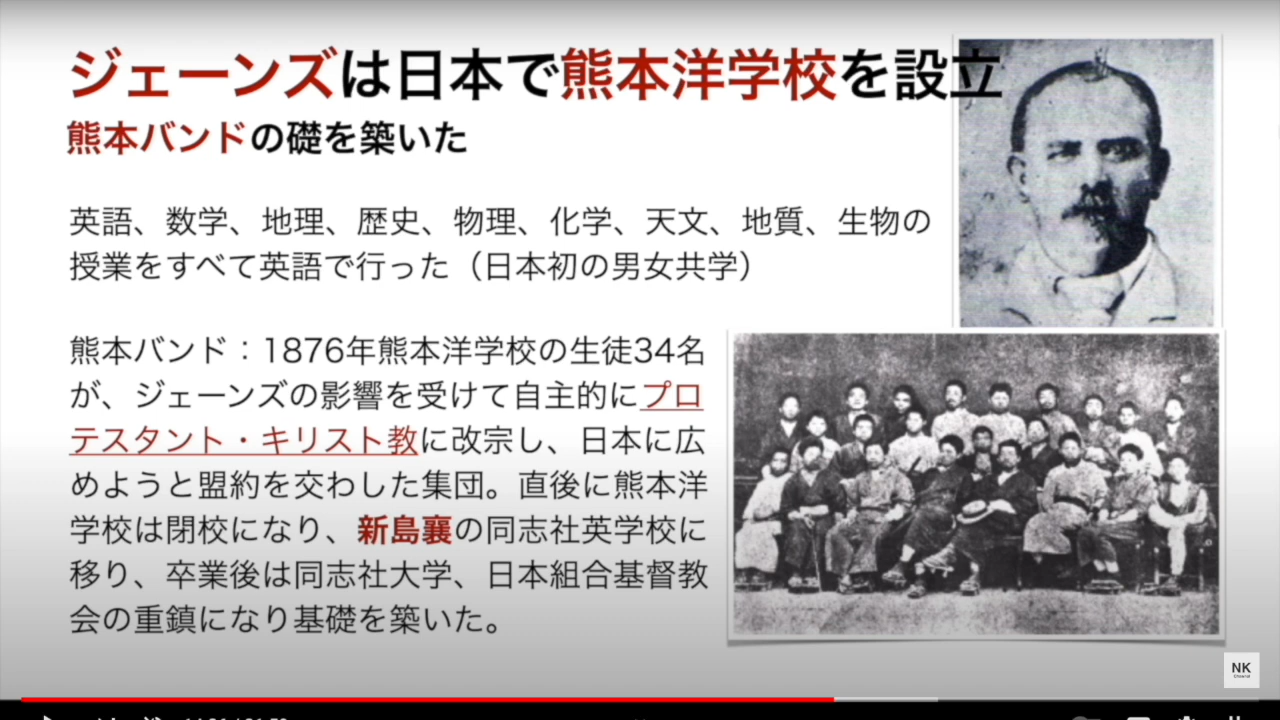 ジェーンズは日本で熊本洋学校を設立
熊本バンドの礎を築いた
英語、数学、地理、歴史、物理、化学、天文、地質、生物の
授業をすべて英語で行った（日本初の男女共学）
熊本バンド：1876年熊本洋学校の生徒34名
が、ジェーンズの影響を受けて自主的にプロ
テスタント・キリスト教に改宗し、日本に広
めようと盟約を交わした集団。直後に熊本洋
学校は閉校になり、新島襄の同志社英学校に
移り、卒業後は同志社大学、日本組合基督教
会の重鎮になり基礎を築いた。
NK